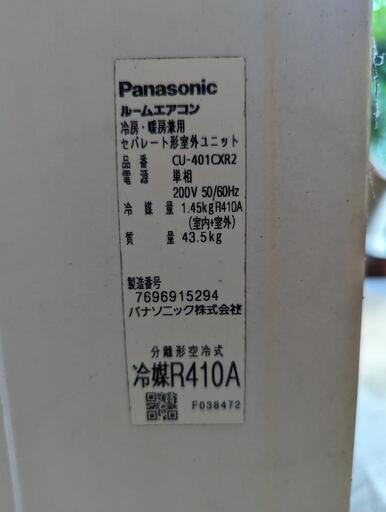 Panasonic
ルームエアコン
冷房・暖房兼用
セパレート形室外ユニット
品番 CU-401CXR2
電源 単相
200V 50/60Hz
冷媒量 1.45kg R410A
(室内+室外)
質量 43.5kg
製造番号
7696915294
パナソニック株式会社
分離形空冷式
冷媒R410A
F038472